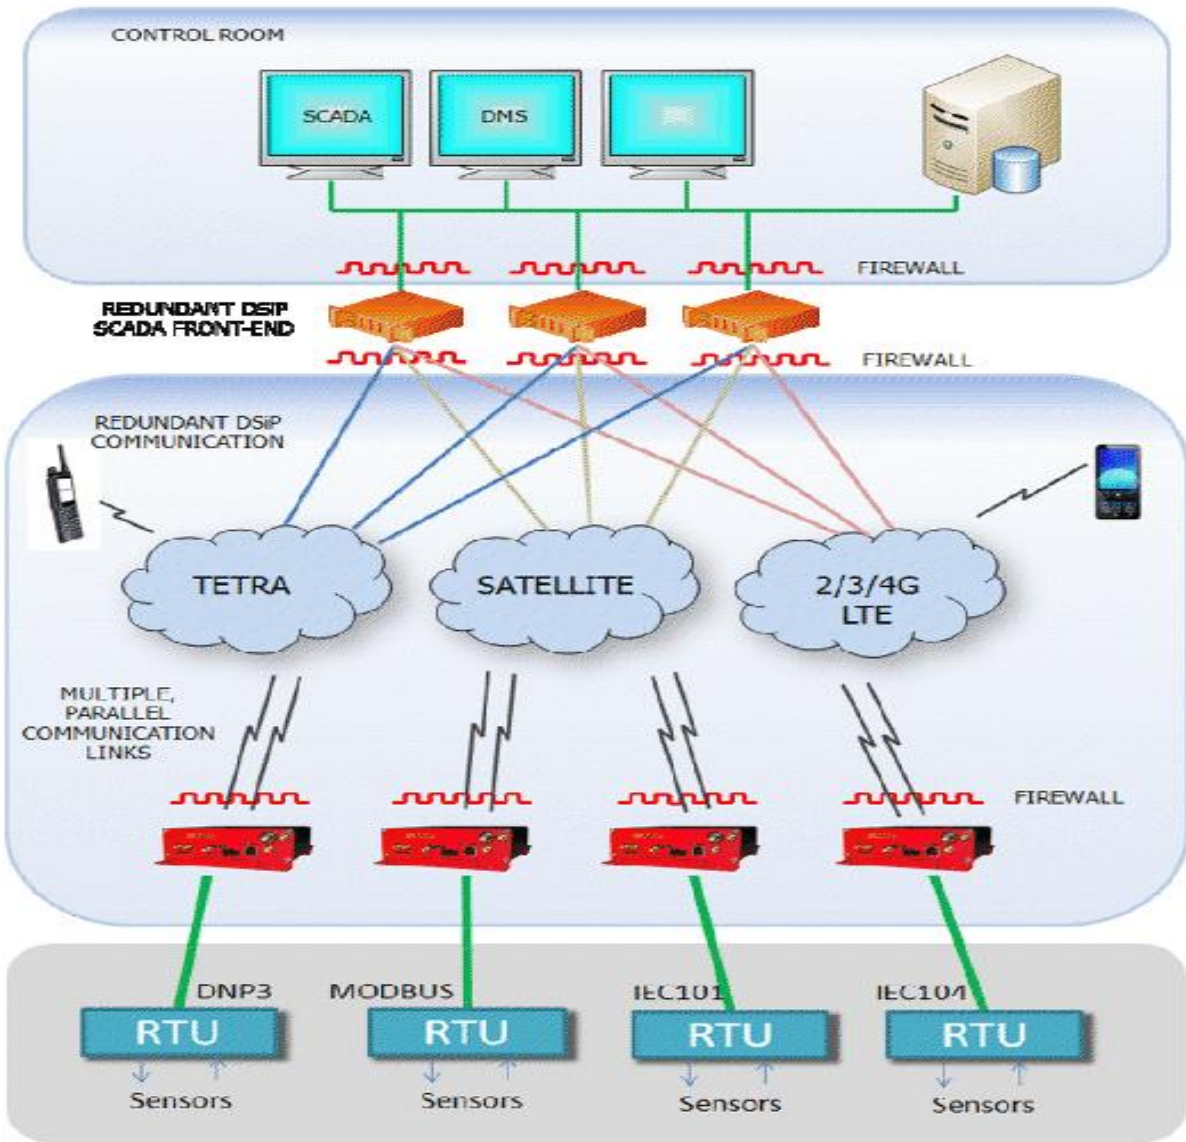 CONTROL ROOM
SCADA
DMS
FIREWALL
REDUNDANT DSiP
SCADA FRONT-END
FIREWALL
REDUNDANT DSiP
COMMUNICATION
TETRA
SATELLITE
2/3/4G
LTE
MULTIPLE,
PARALLEL
COMMUNICATION
LINKS
FIREWALL
DNP3
MODBUS
IEC101
IEC104
RTU
RTU
RTU
RTU
Sensors
Sensors
Sensors
Sensors